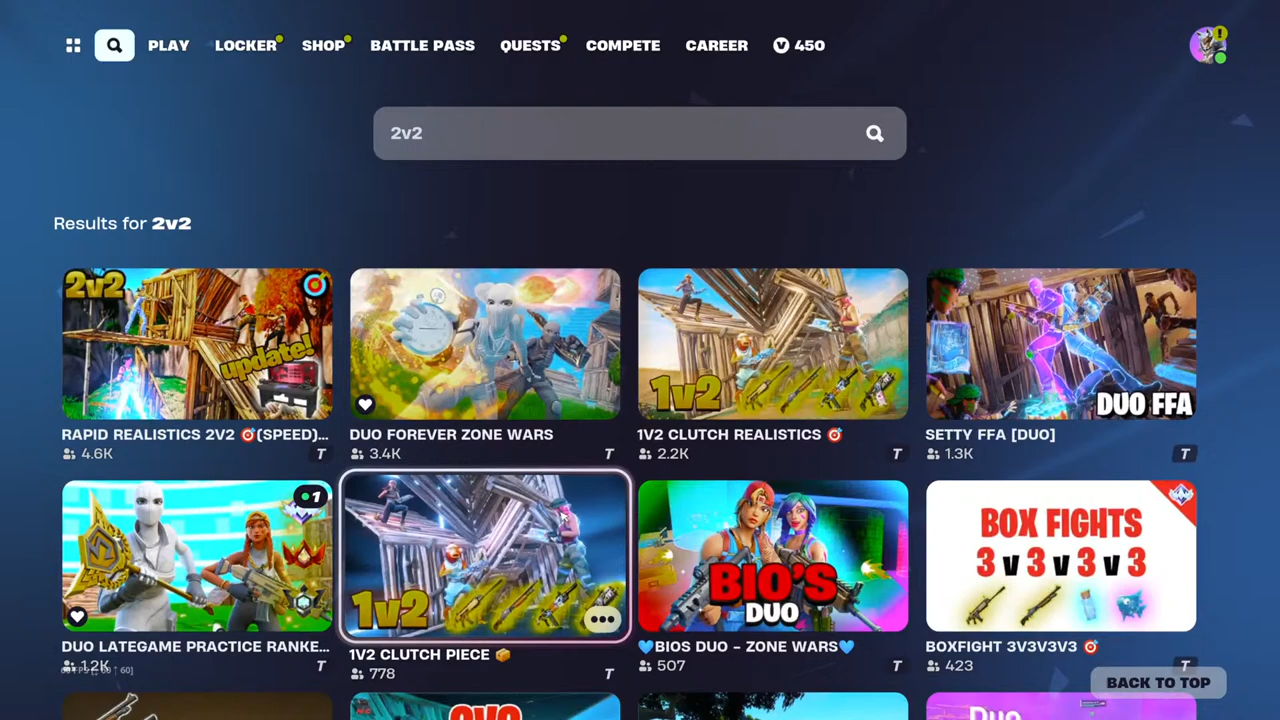 PLAY LOCKER SHOP BATTLE PASS QUESTS COMPETE CAREER V 450
2v2
Results for 2v2
2v2
update!
1v2
DUO FFA
RAPID REALISTICS 2V2 🎯(SPEED)...
4.6K
T
DUO FOREVER ZONE WARS
3.4K
T
1V2 CLUTCH REALISTICS 🎯
2.2K
T
SETTY FFA [DUO]
1.3K
T
1
1v2
BIO'S
DUO
BOX FIGHTS
3 v 3 v 3 v 3
DUO LATEGAME PRACTICE RANKE...
1.2K
T
1V2 CLUTCH PIECE 📦
778
T
💙BIOS DUO - ZONE WARS💙
507
T
BOXFIGHT 3V3V3V3 🎯
423
T
BACK TO TOP
Duo